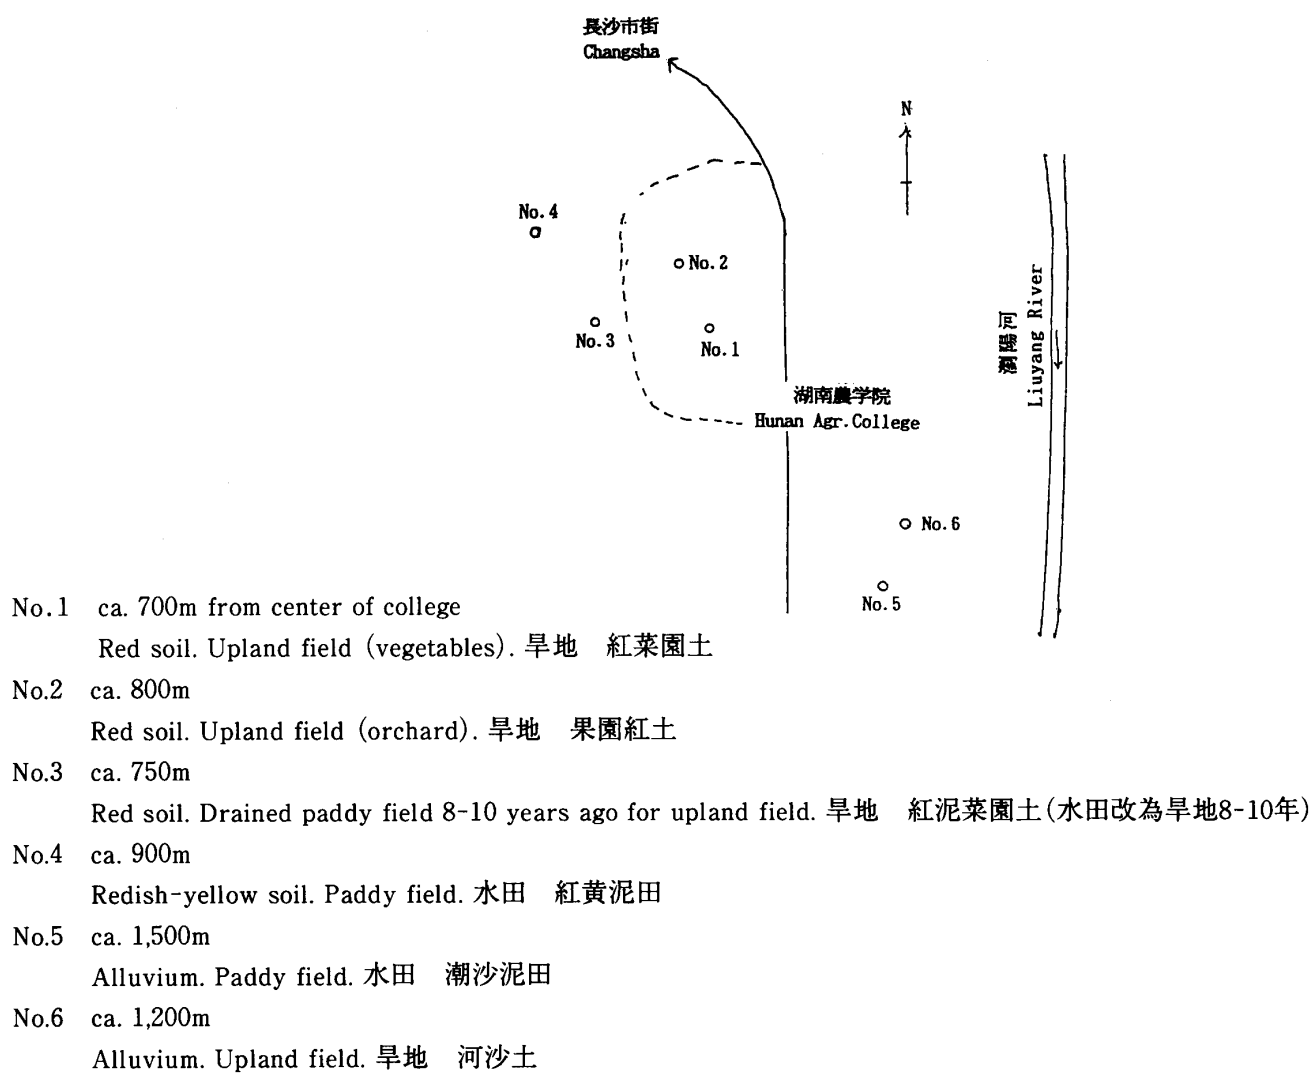 長沙市街
Changsha
N
No.4
No.2
No.3
No.1
瀏陽河
Liuyang River
湖南農学院
Hunan Agr.College
No.6
No.5
No.1 ca. 700m from center of college
Red soil. Upland field (vegetables). 旱地 紅菜園土
No.2 ca. 800m
Red soil. Upland field (orchard). 旱地 果園紅土
No.3 ca. 750m
Red soil. Drained paddy field 8-10 years ago for upland field. 旱地 紅泥菜園土(水田改為旱地8-10年)
No.4 ca. 900m
Redish-yellow soil. Paddy field. 水田 紅黄泥田
No.5 ca. 1,500m
Alluvium. Paddy field. 水田 潮沙泥田
No.6 ca. 1,200m
Alluvium. Upland field. 旱地 河沙土